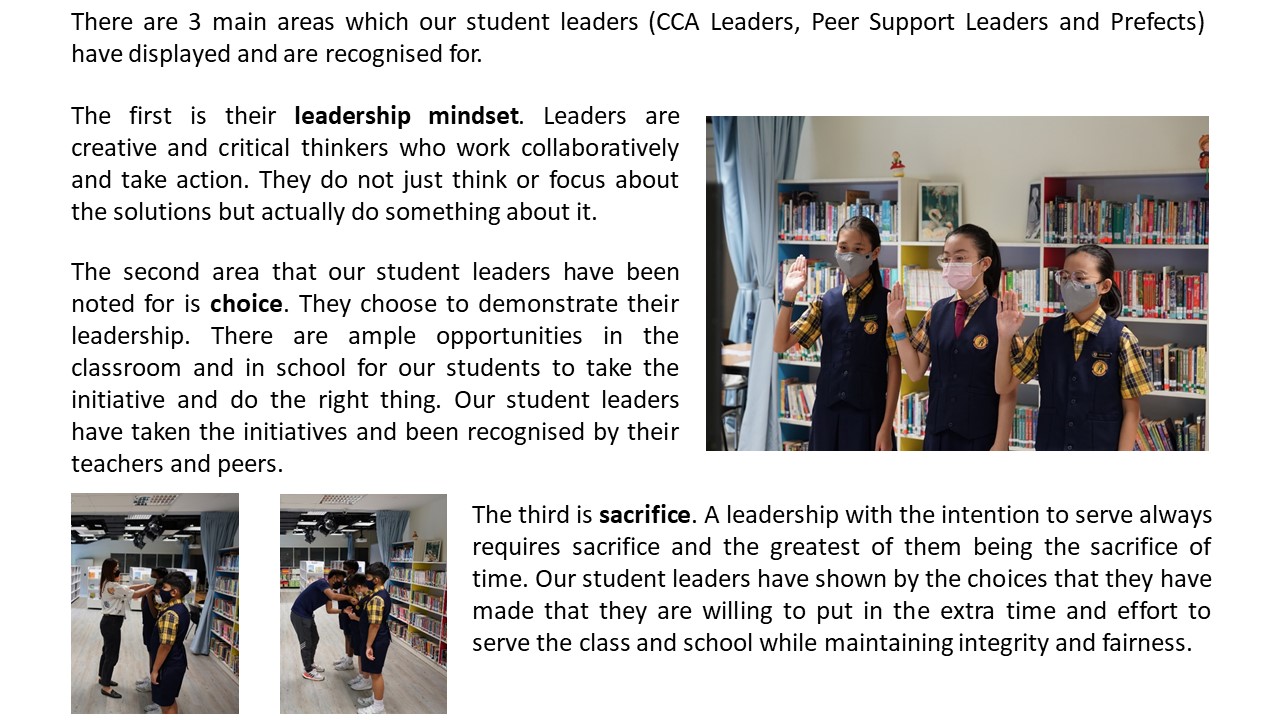 There are 3 main areas which our student leaders (CCA Leaders, Peer Support Leaders and Prefects)
have displayed and are recognised for.
The first is their leadership mindset. Leaders are
creative and critical thinkers who work collaboratively
and take action. They do not just think or focus about
the solutions but actually do something about it.
The second area that our student leaders have been
noted for is choice. They choose to demonstrate their
leadership. There are ample opportunities in the
classroom and in school for our students to take the
initiative and do the right thing. Our student leaders
have taken the initiatives and been recognised by their
teachers and peers.
The third is sacrifice. A leadership with the intention to serve always
requires sacrifice and the greatest of them being the sacrifice of
time. Our student leaders have shown by the choices that they have
made that they are willing to put in the extra time and effort to
serve the class and school while maintaining integrity and fairness.